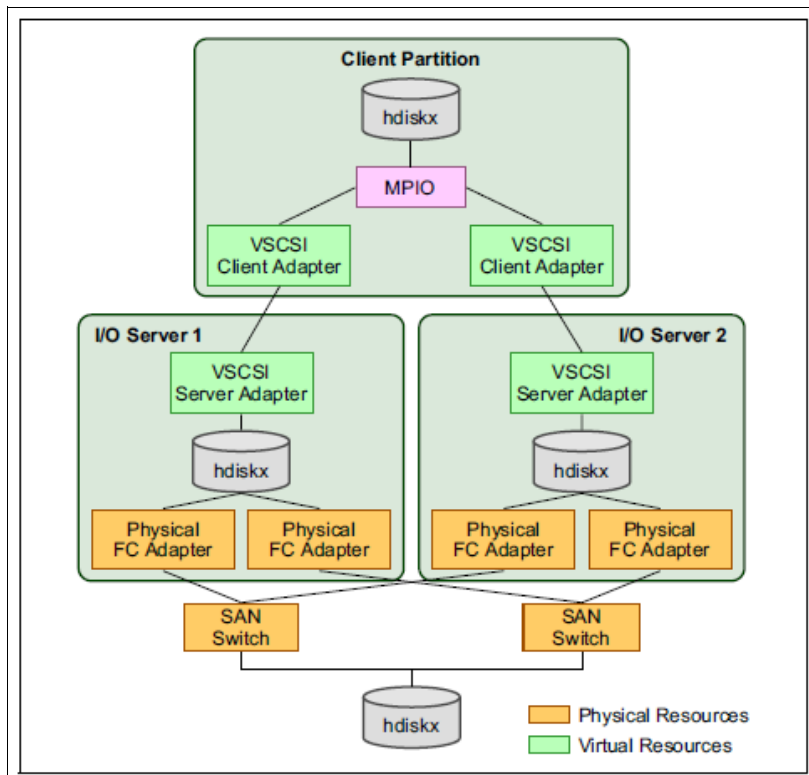 Client Partition
hdiskx
MPIO
VSCSI
Client Adapter
VSCSI
Client Adapter
I/O Server 1
I/O Server 2
VSCSI
Server Adapter
VSCSI
Server Adapter
hdiskx
hdiskx
Physical
FC Adapter
Physical
FC Adapter
Physical
FC Adapter
Physical
FC Adapter
SAN
Switch
SAN
Switch
hdiskx
Physical Resources
Virtual Resources